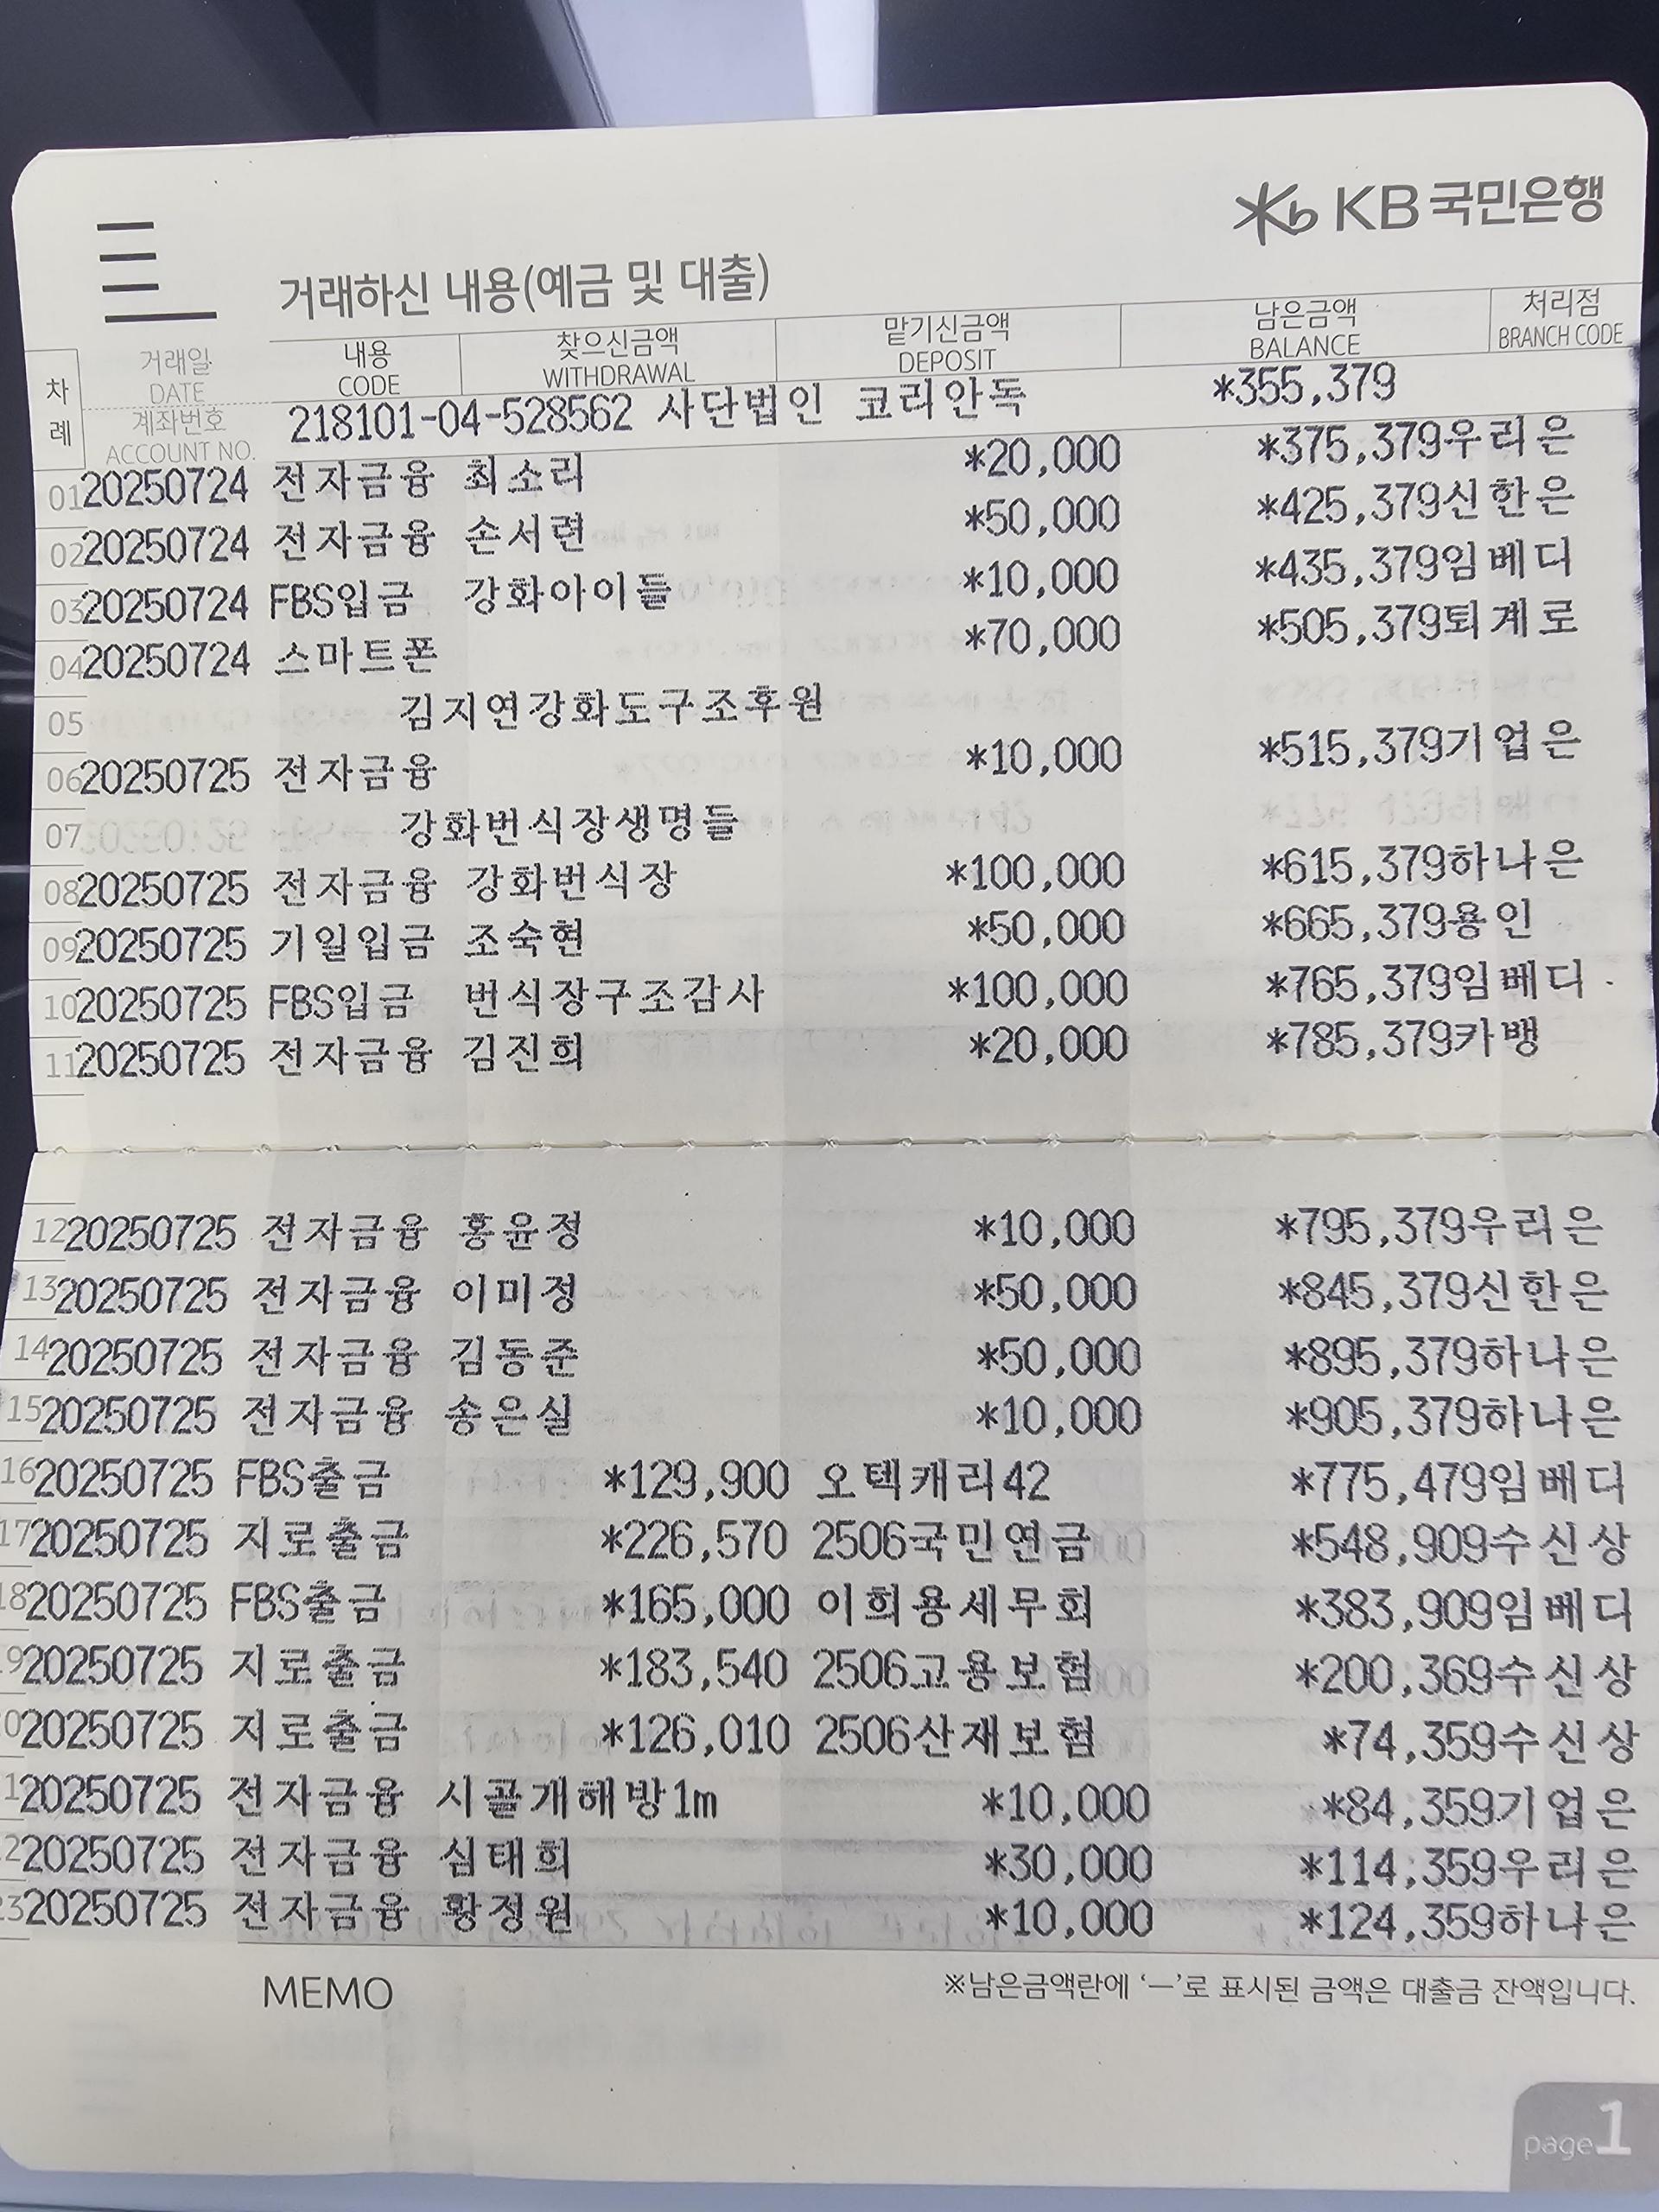 KB국민은행
거래하신 내용(예금 및 대출)
차례 거래일 DATE 계좌번호 ACCOUNT NO. 내용 CODE 찾으신금액 WITHDRAWAL 맡기신금액 DEPOSIT 남은금액 BALANCE 처리점 BRANCH CODE
218101-04-528562 사단법인 코리안독 *355,379
01 20250724 전자금융 최소리 *20,000 *375,379우리은
02 20250724 전자금융 손서련 *50,000 *425,379신한은
03 20250724 FBS입금 강화아이들 *10,000 *435,379임베디
04 20250724 스마트폰 *70,000 *505,379퇴계로
05 김지연강화도구조후원
06 20250725 전자금융 *10,000 *515,379기업은
07 강화번식장생명들
08 20250725 전자금융 강화번식장 *100,000 *615,379하나은
09 20250725 기일입금 조숙현 *50,000 *665,379용인
10 20250725 FBS입금 번식장구조감사 *100,000 *765,379임베디
11 20250725 전자금융 김진희 *20,000 *785,379카뱅
12 20250725 전자금융 홍윤정 *10,000 *795,379우리은
13 20250725 전자금융 이미정 *50,000 *845,379신한은
14 20250725 전자금융 김동준 *50,000 *895,379하나은
15 20250725 전자금융 송은실 *10,000 *905,379하나은
16 20250725 FBS출금 *129,900 오텍캐리42 *775,479임베디
17 20250725 지로출금 *226,570 2506국민연금 *548,909수신상
18 20250725 FBS출금 *165,000 이희용세무회 *383,909임베디
9 20250725 지로출금 *183,540 2506고용보험 *200,369수신상
0 20250725 지로출금 *126,010 2506산재보험 *74,359수신상
1 20250725 전자금융 시골개해방1m *10,000 *84,359기업은
2 20250725 전자금융 심태희 *30,000 *114,359우리은
23 20250725 전자금융 황정원 *10,000 *124,359하나은
MEMO ※남은금액란에 ‘—’로 표시된 금액은 대출금 잔액입니다.
page 1